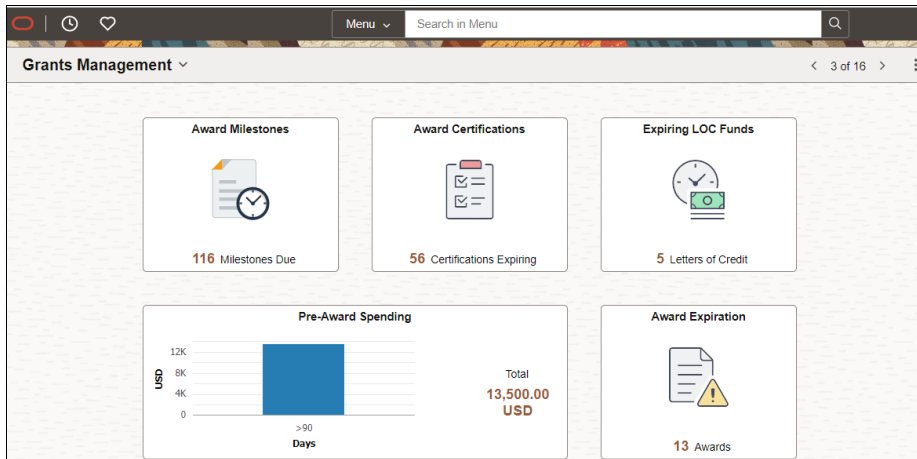 Menu
Search in Menu
Grants Management
3 of 16
Award Milestones
116 Milestones Due
Award Certifications
56 Certifications Expiring
Expiring LOC Funds
5 Letters of Credit
Pre-Award Spending
USD
12K
8K
4K
0
>90
Days
Total
13,500.00
USD
Award Expiration
13 Awards